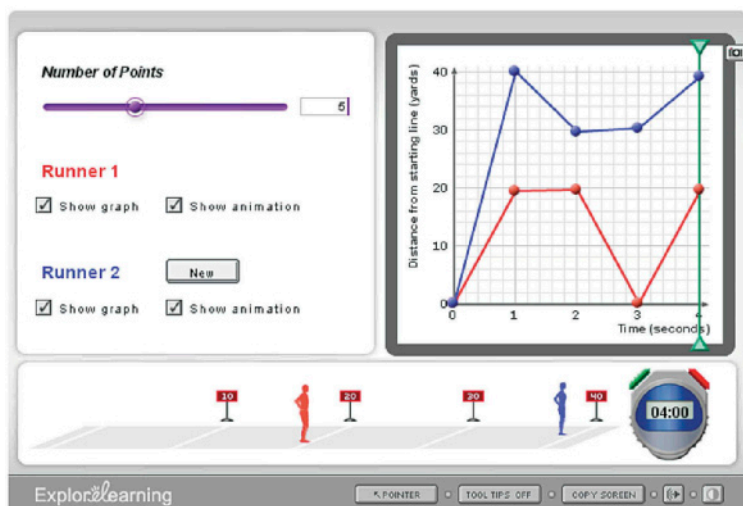 Number of Points
5
Runner 1
Show graph Show animation
Runner 2 New
Show graph Show animation
Distance from starting line (yards)
40
30
20
10
0
0 1 2 3 4
Time (seconds)
10 20 30 40
04:00
ExploreLearning
POINTER TOOL TIPS OFF COPY SCREEN